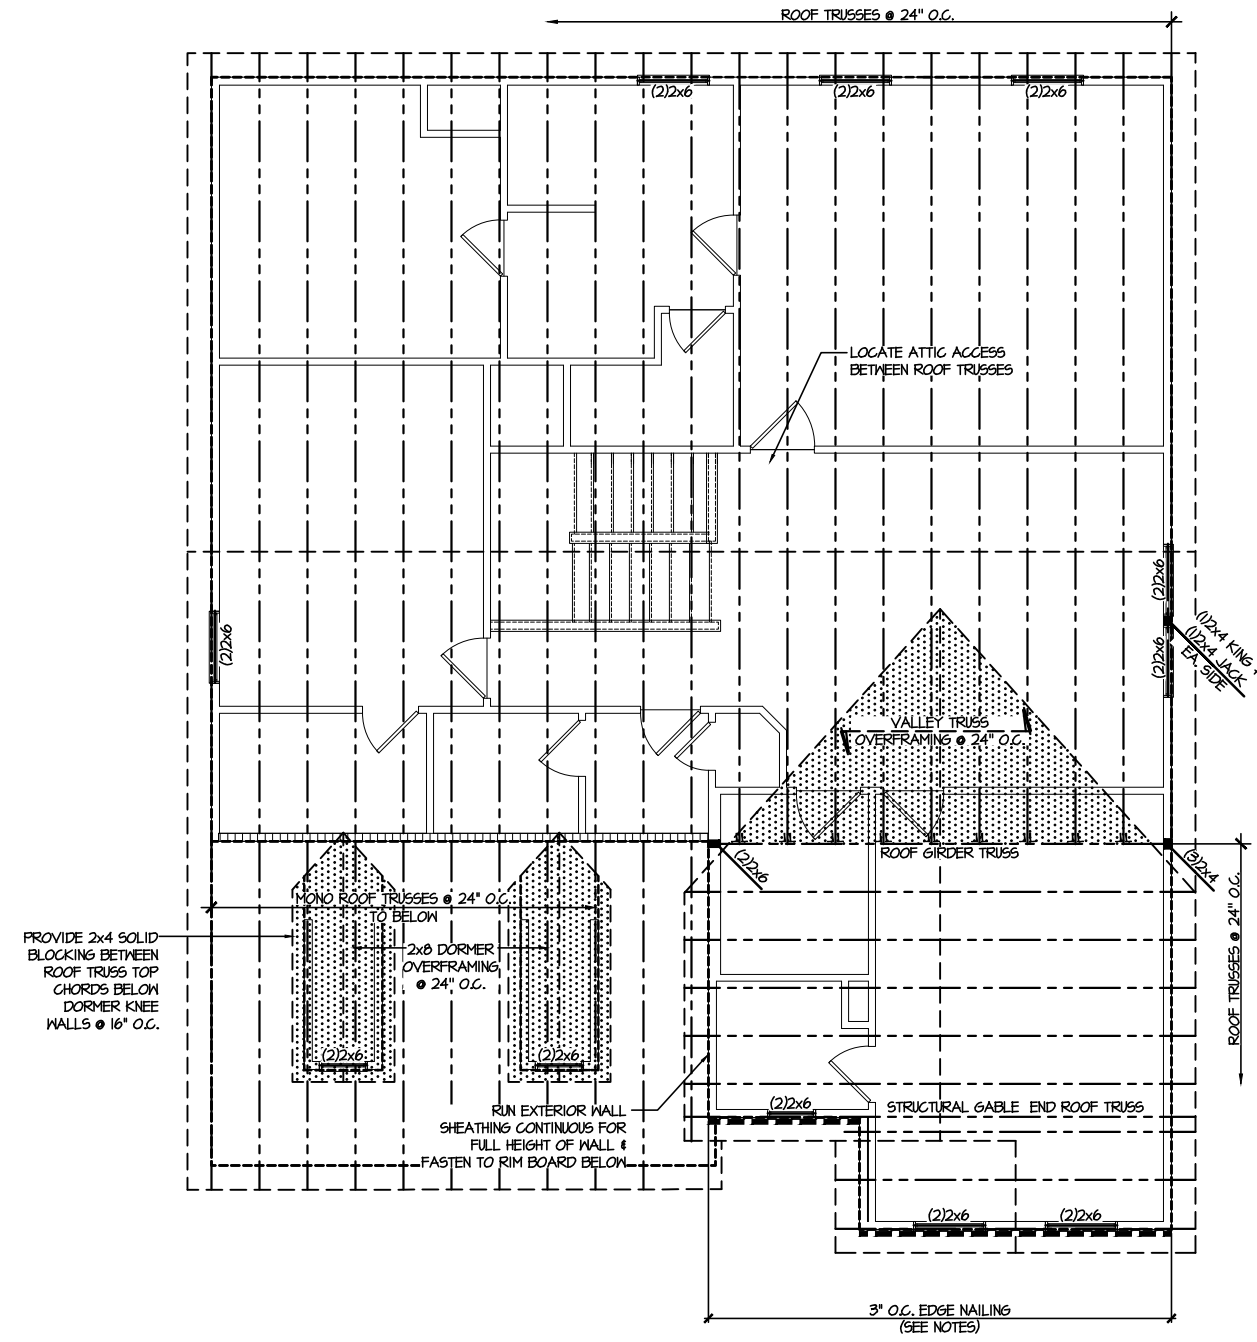 ROOF TRUSSES @ 24" O.C.
(2)2x6
(2)2x6
(2)2x6
LOCATE ATTIC ACCESS
BETWEEN ROOF TRUSSES
(2)2x6
(2)2x6
(2)2x6
(1)2x4 KING
(1)2x4 JACK
EA. SIDE
VALLEY TRUSS
OVERFRAMING @ 24" O.C.
ROOF GIRDER TRUSS
(2)2x6
(3)2x4
MONO ROOF TRUSSES @ 24" O.C.
TO BELOW
PROVIDE 2x4 SOLID
BLOCKING BETWEEN
ROOF TRUSS TOP
CHORDS BELOW
DORMER KNEE
WALLS @ 16" O.C.
2x8 DORMER
OVERFRAMING
@ 24" O.C.
ROOF TRUSSES @ 24" O.C.
(2)2x6
(2)2x6
RUN EXTERIOR WALL
SHEATHING CONTINUOUS FOR
FULL HEIGHT OF WALL &
FASTEN TO RIM BOARD BELOW
(2)2x6
STRUCTURAL GABLE END ROOF TRUSS
(2)2x6
(2)2x6
3" O.C. EDGE NAILING
(SEE NOTES)